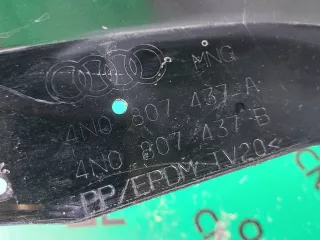 MNG
4N0 807 437 A
4N0 807 437 B
PP/EPDM TV20<